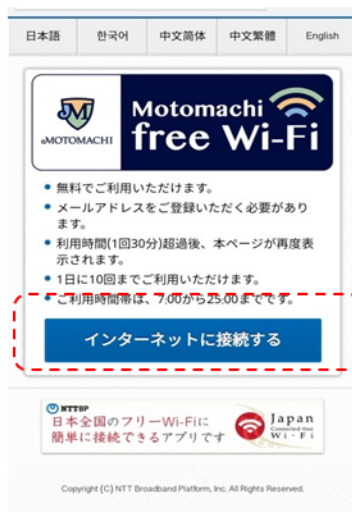 日本語 한국어 中文简体 中文繁體 English
MOTOMACHI
Motomachi
free Wi-Fi
• 無料でご利用いただけます。
• メールアドレスをご登録いただく必要があり
ます。
• 利用時間(1回30分)超過後、本ページが再度表
示されます。
• 1日に10回までご利用いただけます。
• ご利用時間帯は、7:00から25:00までです。
インターネットに接続する
NTTBP
日本全国のフリーWi-Fiに
簡単に接続できるアプリです
Japan
Connected-free
Wi-Fi
Copyright (C) NTT Broadband Platform, Inc. All Rights Reserved.